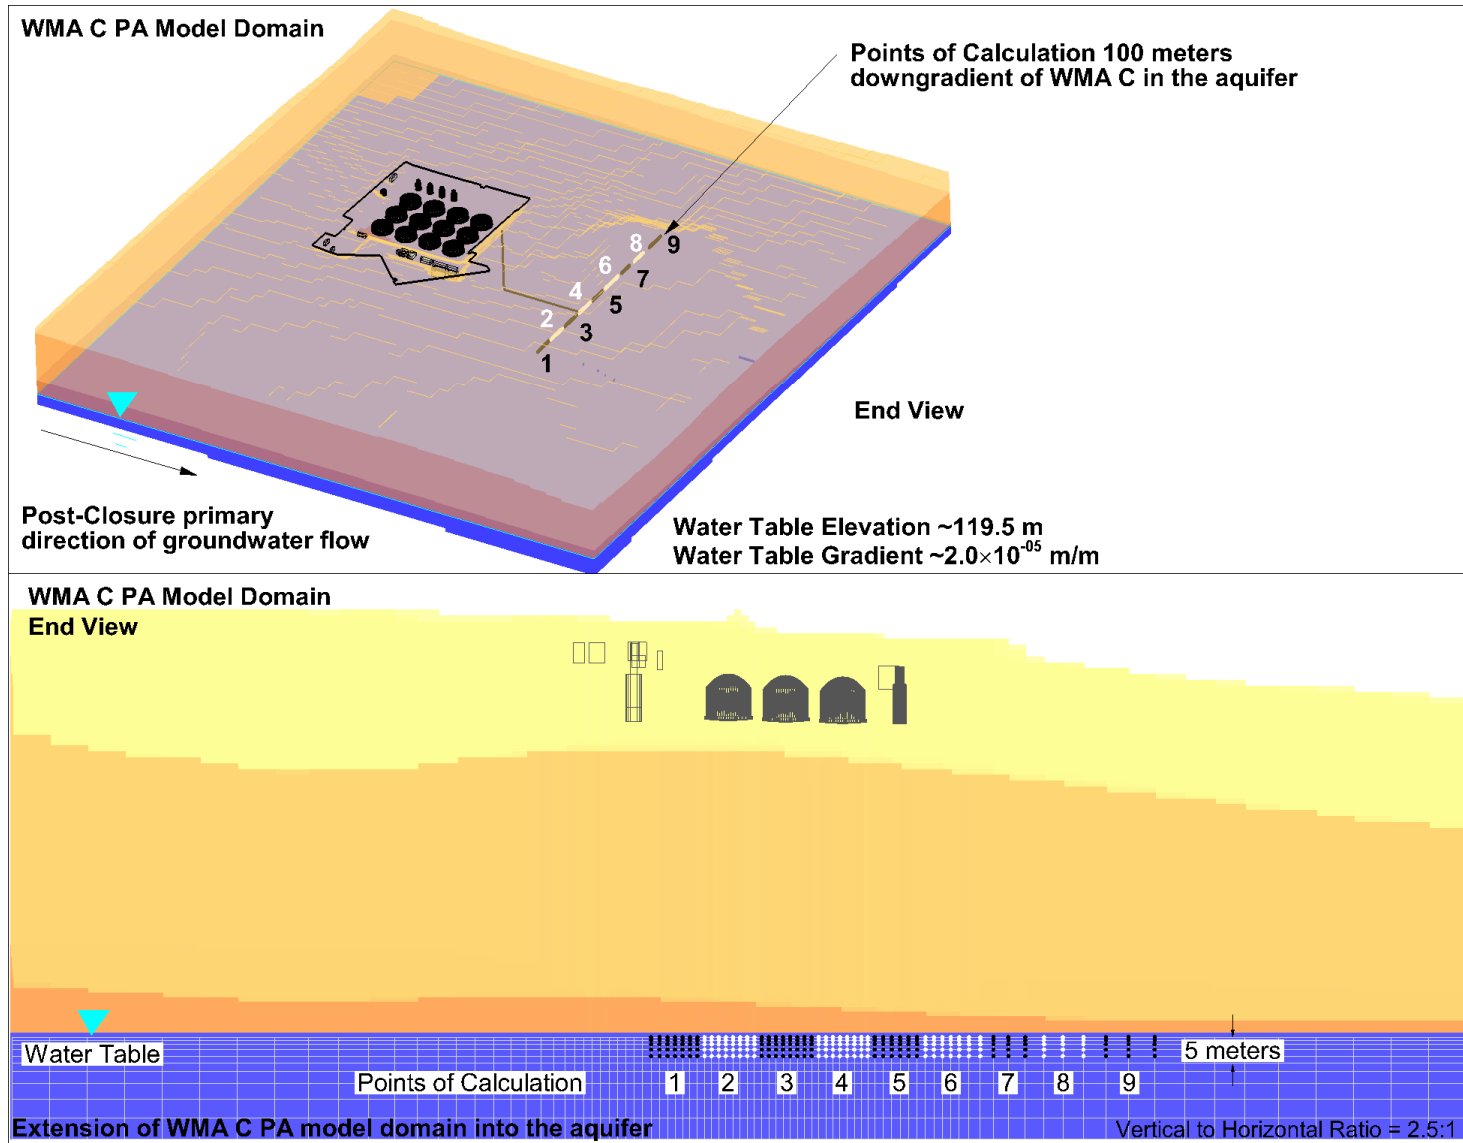 WMA C PA Model Domain
Points of Calculation 100 meters
downgradient of WMA C in the aquifer
8
9
6
7
4
5
2
3
1
End View
Post-Closure primary
direction of groundwater flow
Water Table Elevation ~119.5 m
Water Table Gradient ~2.0×10⁻⁰⁵ m/m
WMA C PA Model Domain
End View
Water Table
5 meters
Points of Calculation 1 2 3 4 5 6 7 8 9
Extension of WMA C PA model domain into the aquifer
Vertical to Horizontal Ratio = 2.5:1